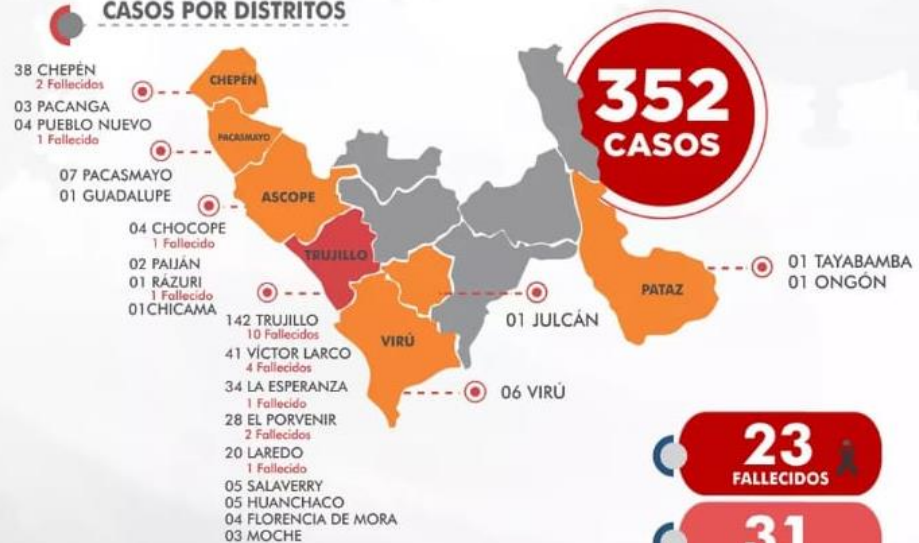 CASOS POR DISTRITOS
38 CHEPÉN
2 Fallecidos
03 PACANGA
04 PUEBLO NUEVO
1 Fallecido
07 PACASMAYO
01 GUADALUPE
04 CHOCOPE
1 Fallecido
02 PAIJÁN
01 RÁZURI
1 Fallecido
01CHICAMA
142 TRUJILLO
10 Fallecidos
41 VÍCTOR LARCO
4 Fallecidos
34 LA ESPERANZA
1 Fallecido
28 EL PORVENIR
2 Fallecidos
20 LAREDO
1 Fallecido
05 SALAVERRY
05 HUANCHACO
04 FLORENCIA DE MORA
03 MOCHE
CHEPÉN
PACASMAYO
ASCOPE
TRUJILLO
VIRÚ
PATAZ
01 JULCÁN
06 VIRÚ
01 TAYABAMBA
01 ONGÓN
352
CASOS
23
FALLECIDOS
31